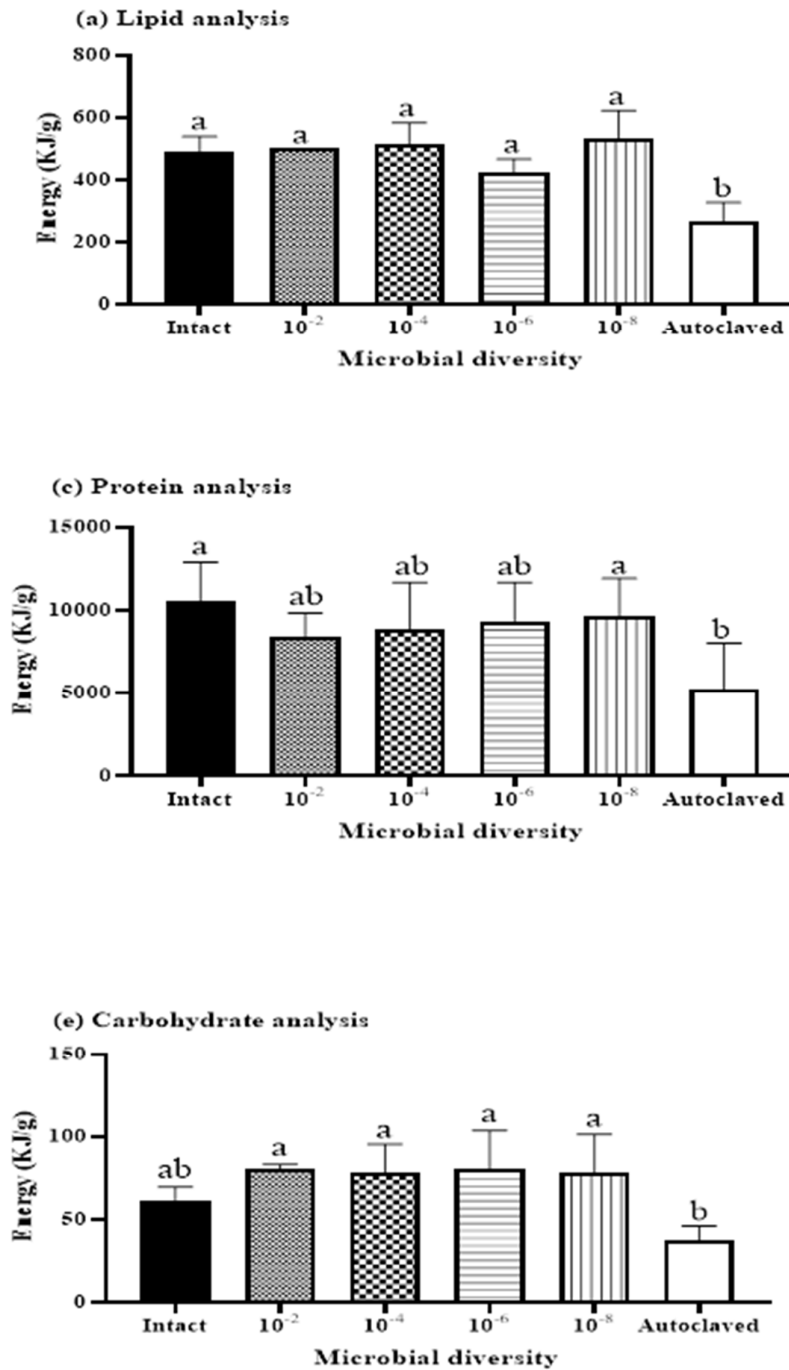 (a) Lipid analysis
800
600
400
200
0
Energy (KJ/g)
a a a a a b
Intact 10⁻² 10⁻⁴ 10⁻⁶ 10⁻⁸ Autoclaved
Microbial diversity
(c) Protein analysis
15000
10000
5000
0
Energy (KJ/g)
a ab ab ab a b
Intact 10⁻² 10⁻⁴ 10⁻⁶ 10⁻⁸ Autoclaved
Microbial diversity
(e) Carbohydrate analysis
150
100
50
0
Energy (KJ/g)
ab a a a a b
Intact 10⁻² 10⁻⁴ 10⁻⁶ 10⁻⁸ Autoclaved
Microbial diversity